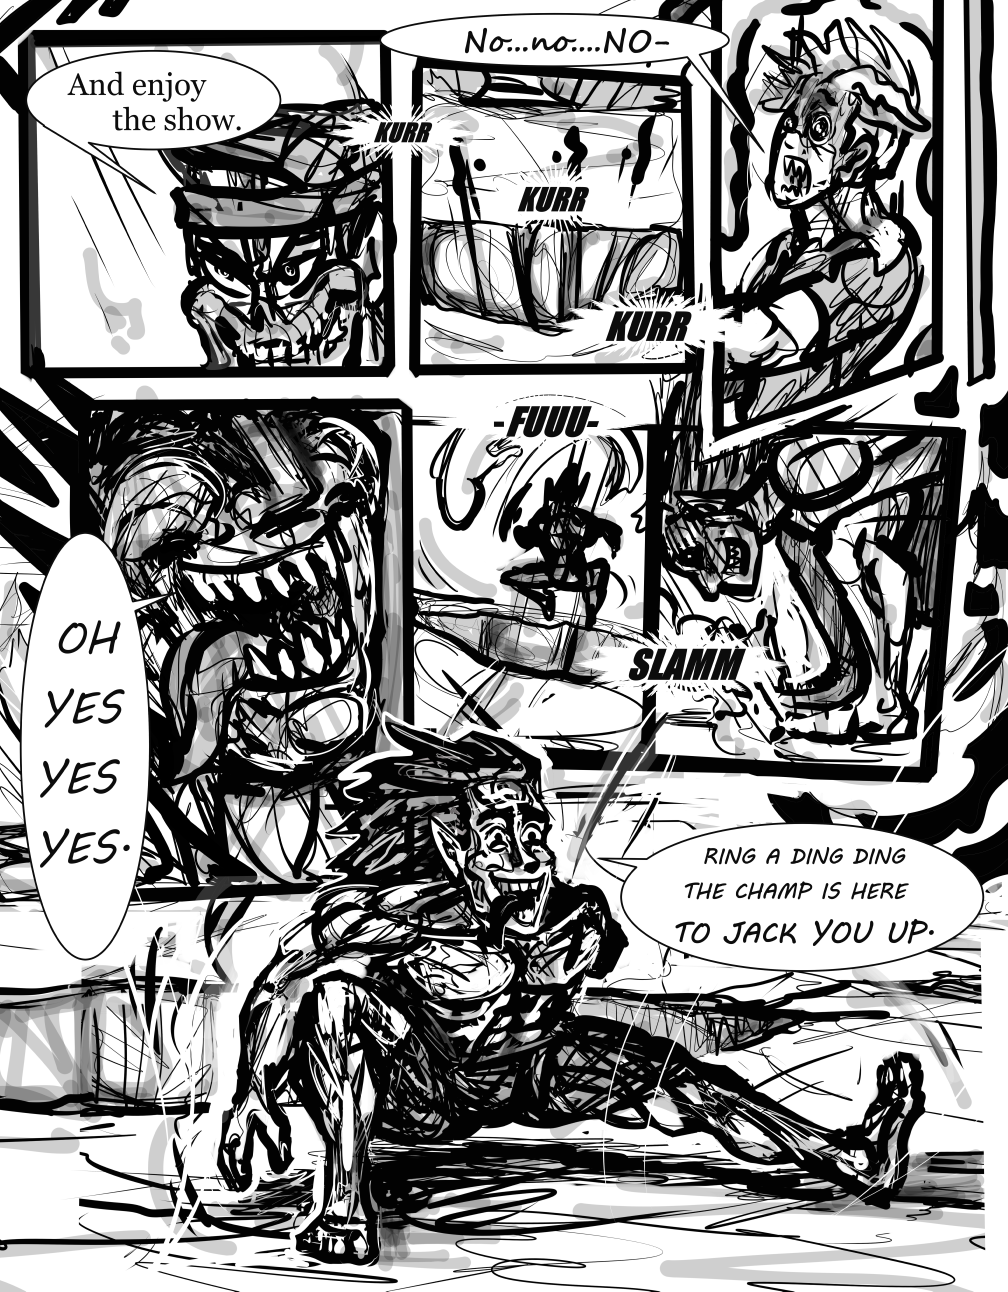 And enjoy
the show.
No...no....NO-
KURR
KURR
KURR
OH
YES
YES
YES.
-FUUU-
SLAMM
RING A DING DING
THE CHAMP IS HERE
TO JACK YOU UP.